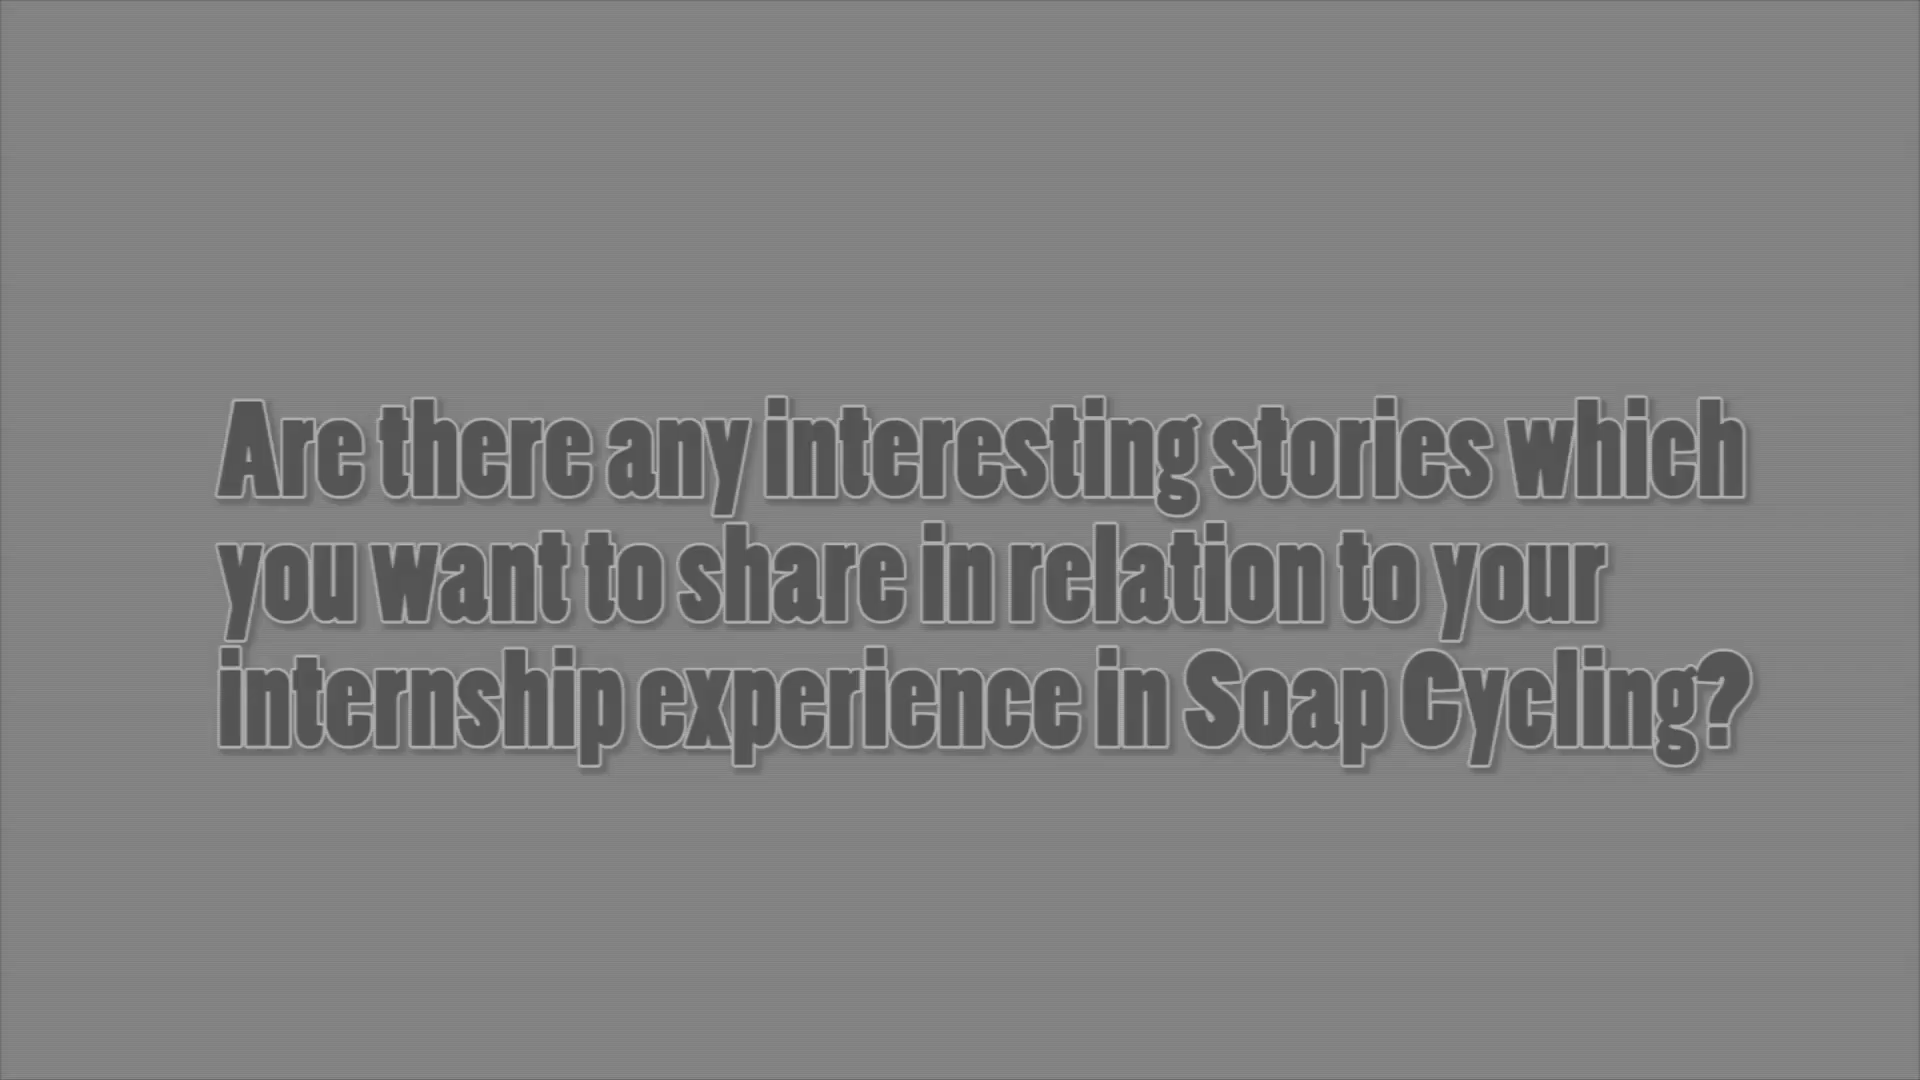 Are there any interesting stories which
you want to share in relation to your
internship experience in Soap Cycling?